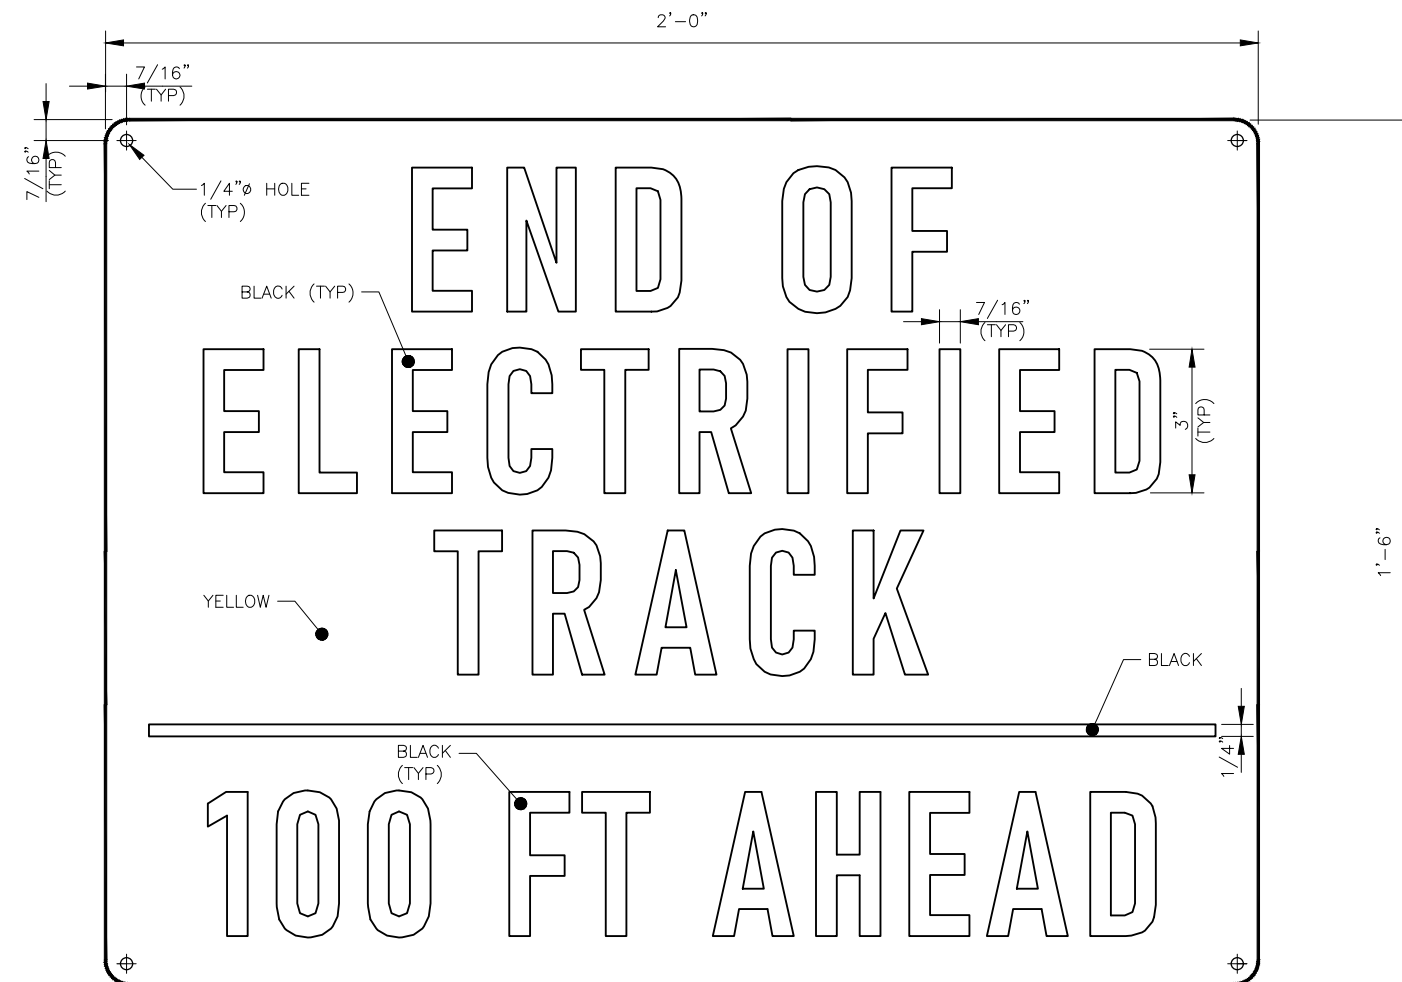 2'-0"
7/16"
(TYP)
7/16"
(TYP)
1/4"ø HOLE
(TYP)
END OF
BLACK (TYP)
7/16"
(TYP)
ELECTRIFIED
3"
(TYP)
TRACK
1'-6"
YELLOW
BLACK
1/4"
BLACK
(TYP)
100 FT AHEAD